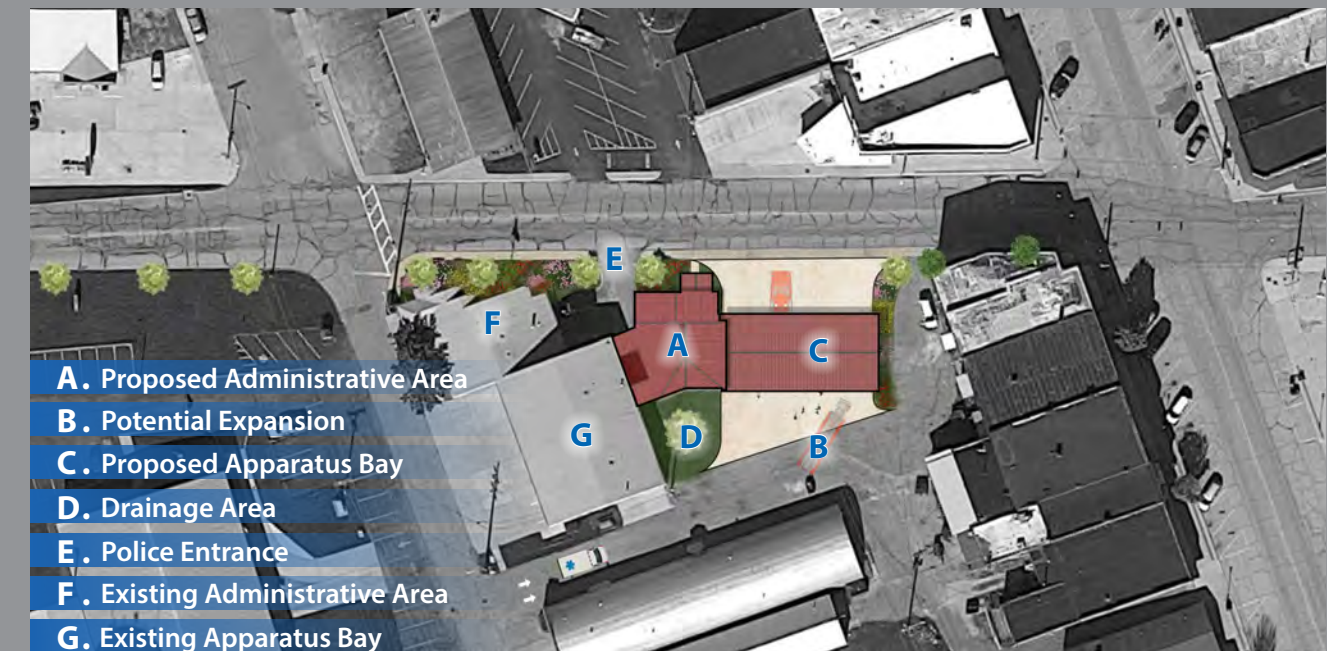 E
F
A
C
G
D
B
A. Proposed Administrative Area
B. Potential Expansion
C. Proposed Apparatus Bay
D. Drainage Area
E. Police Entrance
F. Existing Administrative Area
G. Existing Apparatus Bay